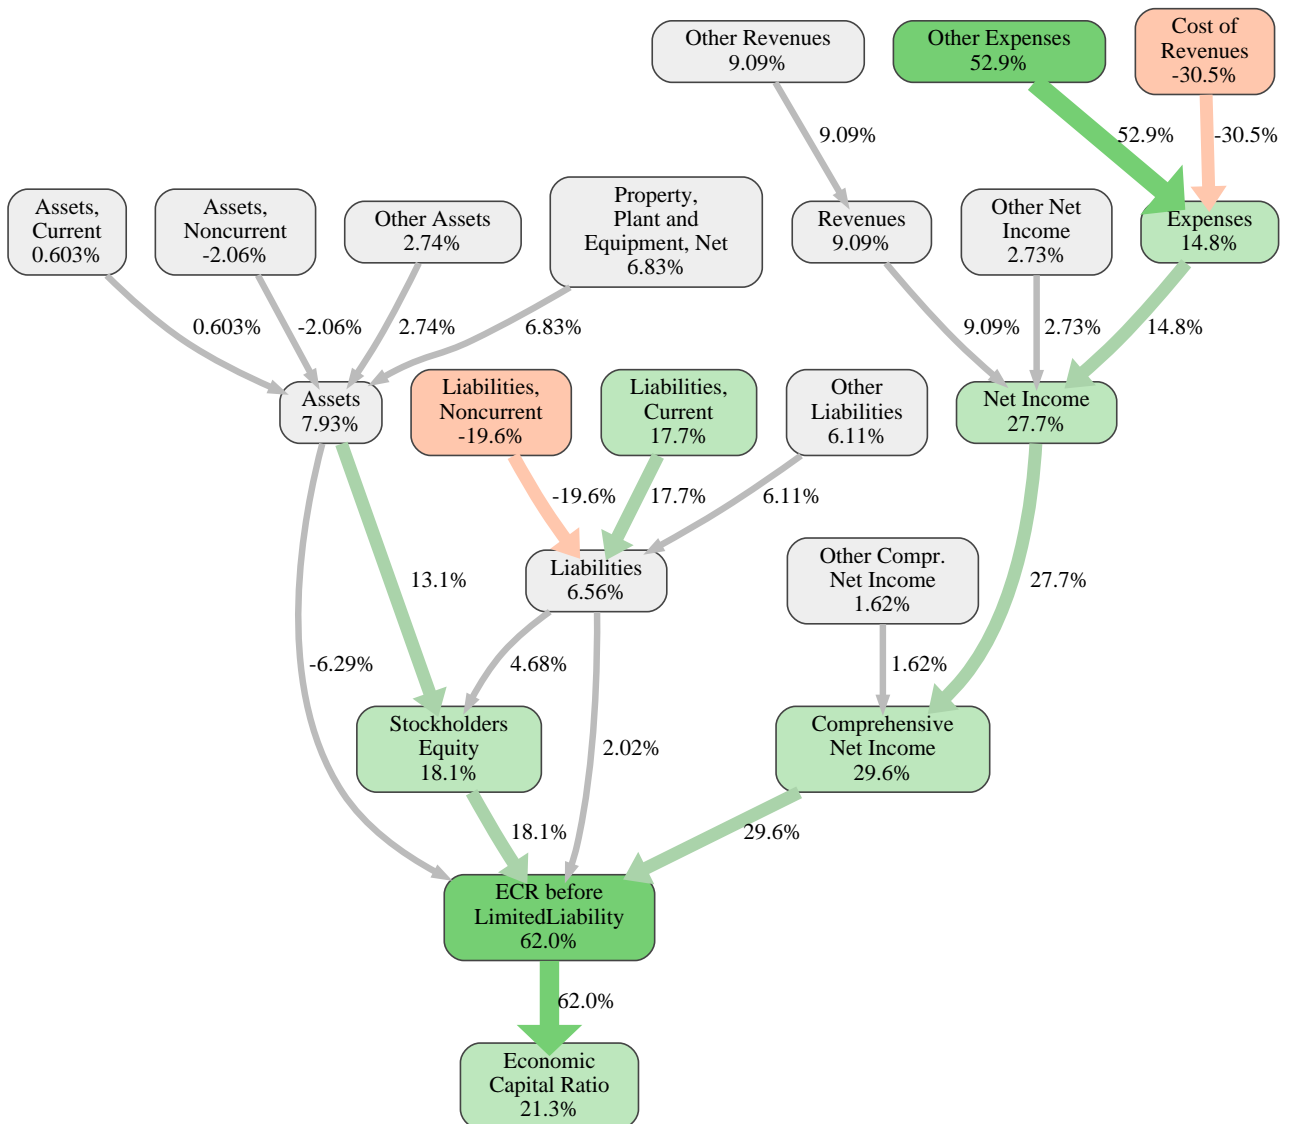 Other Revenues
9.09%
Other Expenses
52.9%
Cost of
Revenues
-30.5%
9.09%
52.9%
-30.5%
Assets,
Current
0.603%
Assets,
Noncurrent
-2.06%
Other Assets
2.74%
Property,
Plant and
Equipment, Net
6.83%
Revenues
9.09%
Other Net
Income
2.73%
Expenses
14.8%
0.603%
-2.06%
2.74%
6.83%
9.09%
2.73%
14.8%
Assets
7.93%
Liabilities,
Noncurrent
-19.6%
Liabilities,
Current
17.7%
Other
Liabilities
6.11%
Net Income
27.7%
-19.6%
17.7%
6.11%
Liabilities
6.56%
Other Compr.
Net Income
1.62%
13.1%
27.7%
-6.29%
4.68%
1.62%
Stockholders
Equity
18.1%
2.02%
Comprehensive
Net Income
29.6%
18.1%
29.6%
ECR before
LimitedLiability
62.0%
62.0%
Economic
Capital Ratio
21.3%